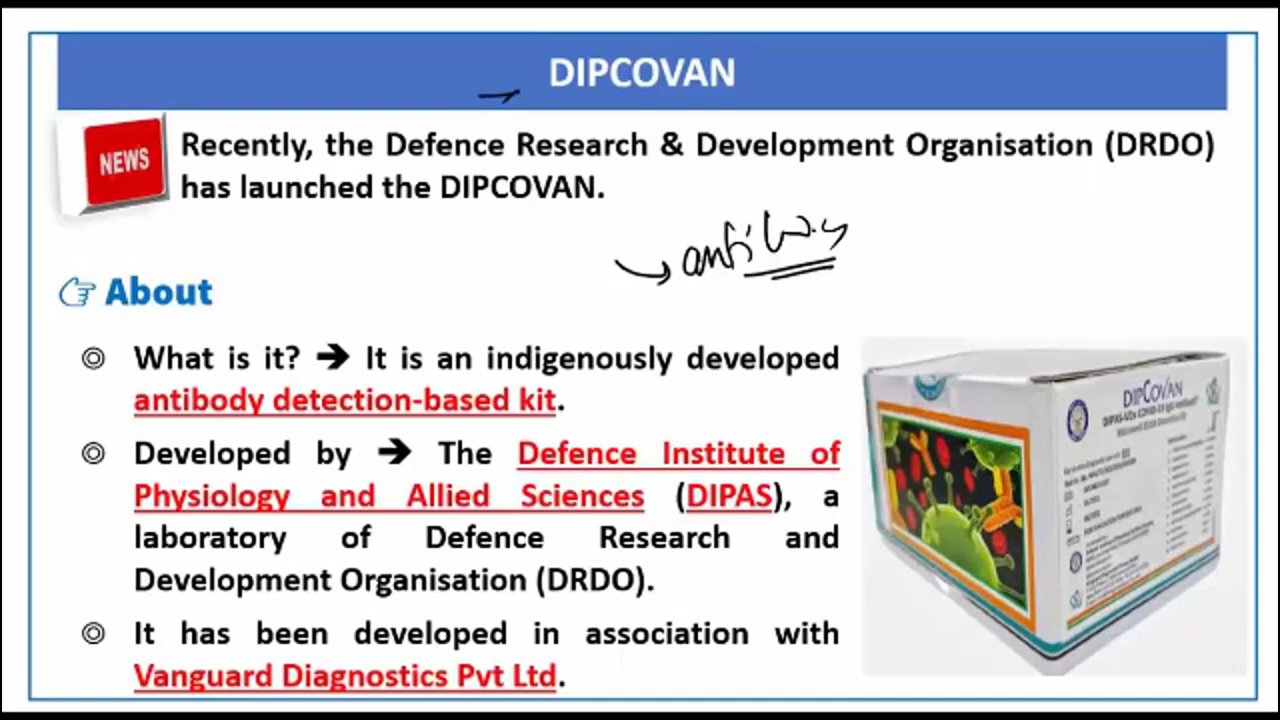 DIPCOVAN
NEWS
Recently, the Defence Research & Development Organisation (DRDO)
has launched the DIPCOVAN.
About
What is it? ➔ It is an indigenously developed
antibody detection-based kit.
Developed by ➔ The Defence Institute of
Physiology and Allied Sciences (DIPAS), a
laboratory of Defence Research and
Development Organisation (DRDO).
It has been developed in association with
Vanguard Diagnostics Pvt Ltd.
DIPCOVAN